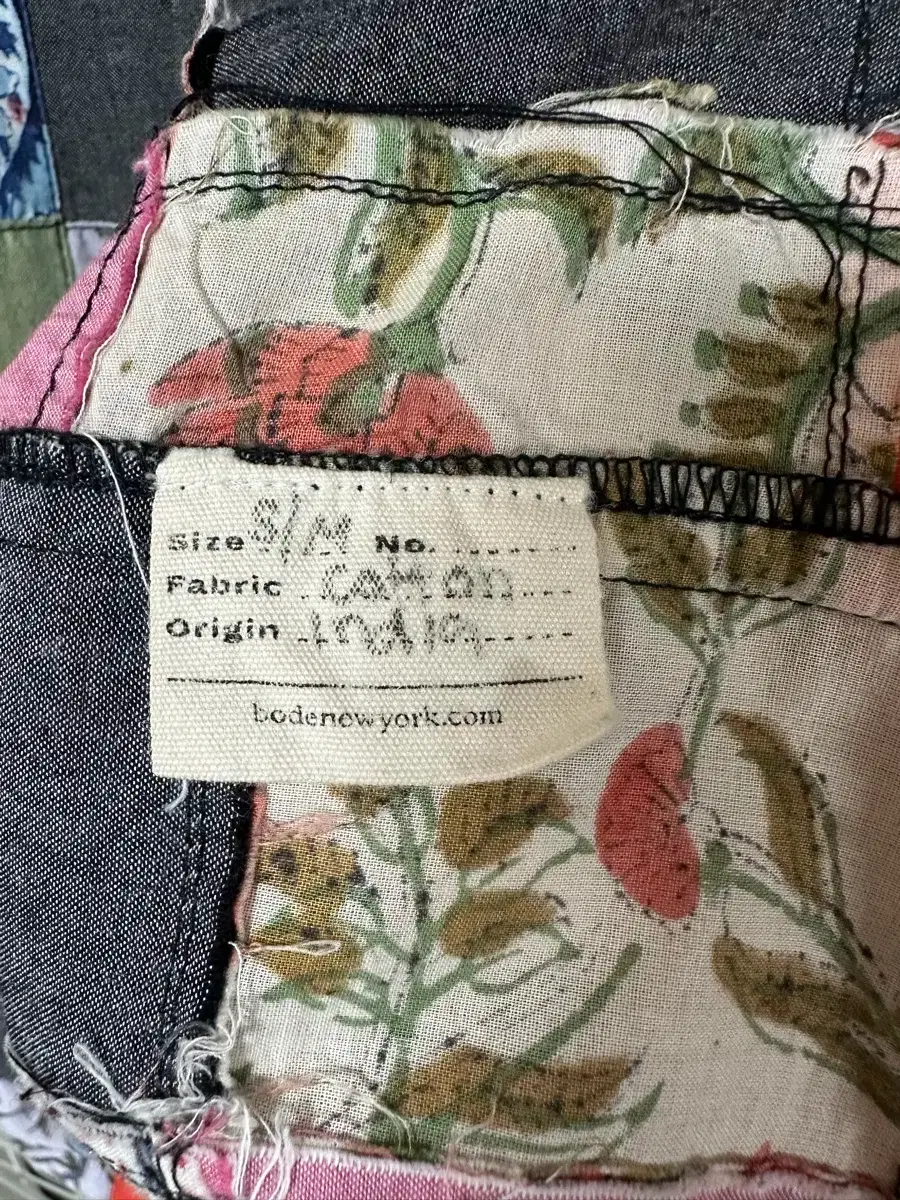 Size S/M No. ............
Fabric . Cotton ...
Origin .. India ......
bodenewyork.com